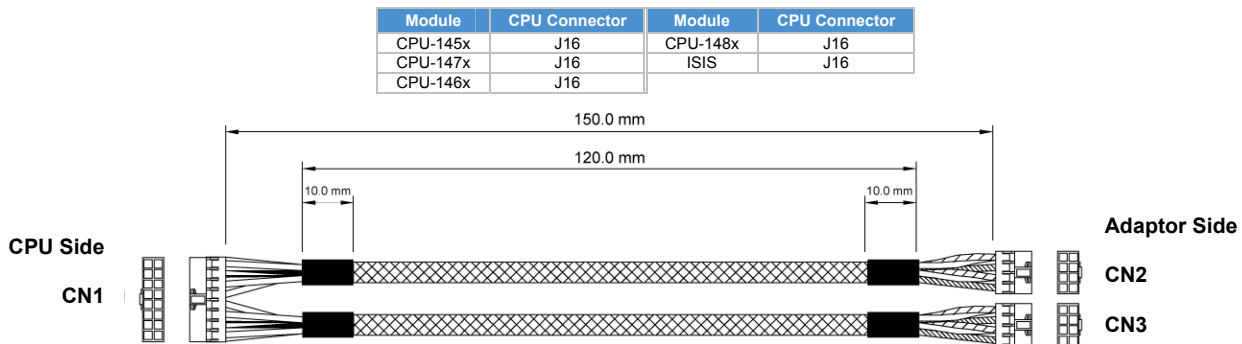 Module CPU Connector Module CPU Connector
CPU-145x J16 CPU-148x J16
CPU-147x J16 ISIS J16
CPU-146x J16
150.0 mm
120.0 mm
10.0 mm 10.0 mm
Adaptor Side
CPU Side
CN2
CN1
CN3